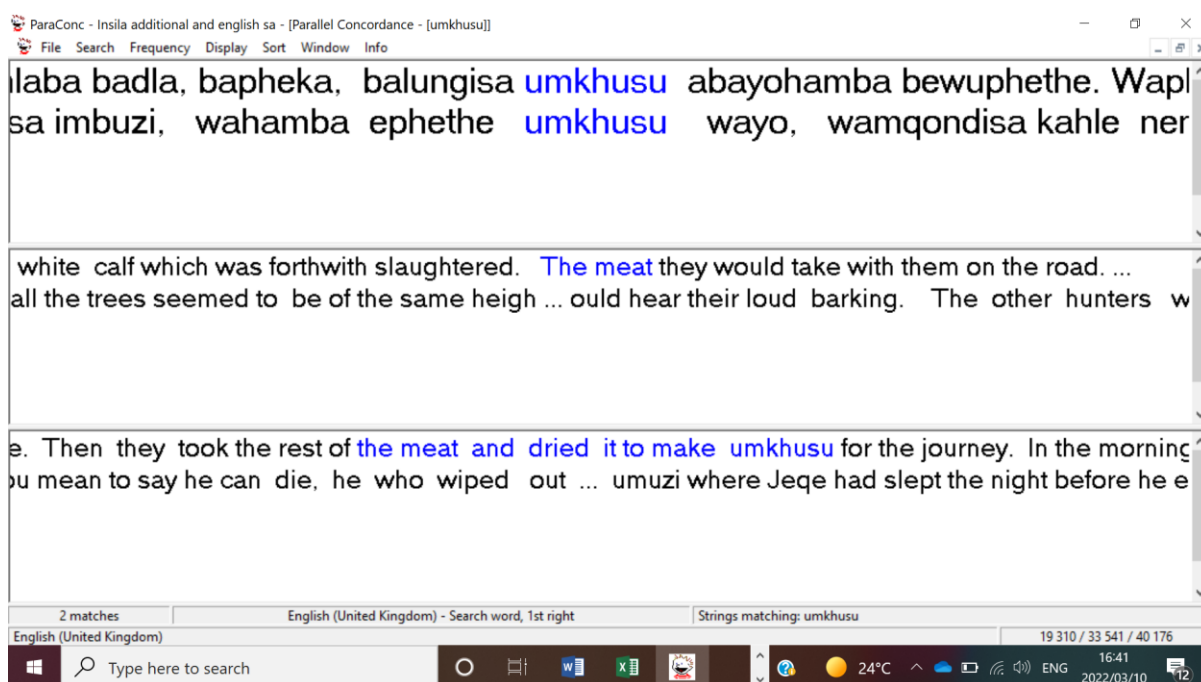 ParaConc - Insila additional and english sa - [Parallel Concordance - [umkhusu]]
File Search Frequency Display Sort Window Info
badla, bapheka, balungisa umkhusu abayohamba bewuphethe.
imbuzi, wahamba ephethe umkhusu wayo, wamqondisa kahle
white calf which was forthwith slaughtered. The meat they would take with them on the road. ...
all the trees seemed to be of the same heigh ... ould hear their loud barking. The other hunters w
e. Then they took the rest of the meat and dried it to make umkhusu for the journey. In the morning
ou mean to say he can die, he who wiped out ... umuzi where Jeqe had slept the night before he e
2 matches English (United Kingdom) - Search word, 1st right Strings matching: umkhusu
English (United Kingdom) 19 310 / 33 541 / 40 176
Type here to search 24°C ENG 16:41
2022/03/10 12